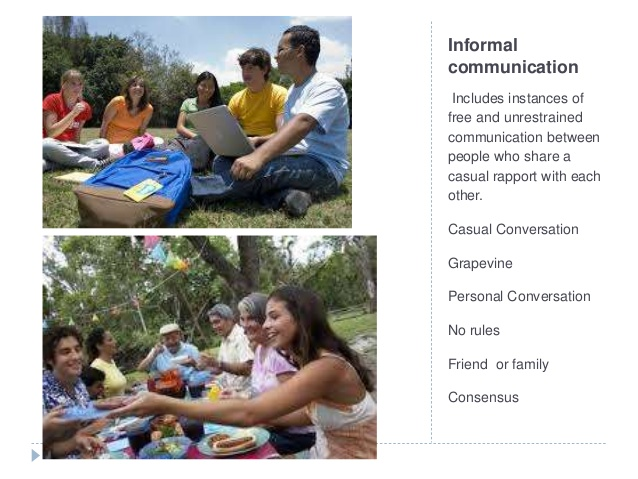 Informal
communication
Includes instances of
free and unrestrained
communication between
people who share a
casual rapport with each
other.
Casual Conversation
Grapevine
Personal Conversation
No rules
Friend  or family
Consensus